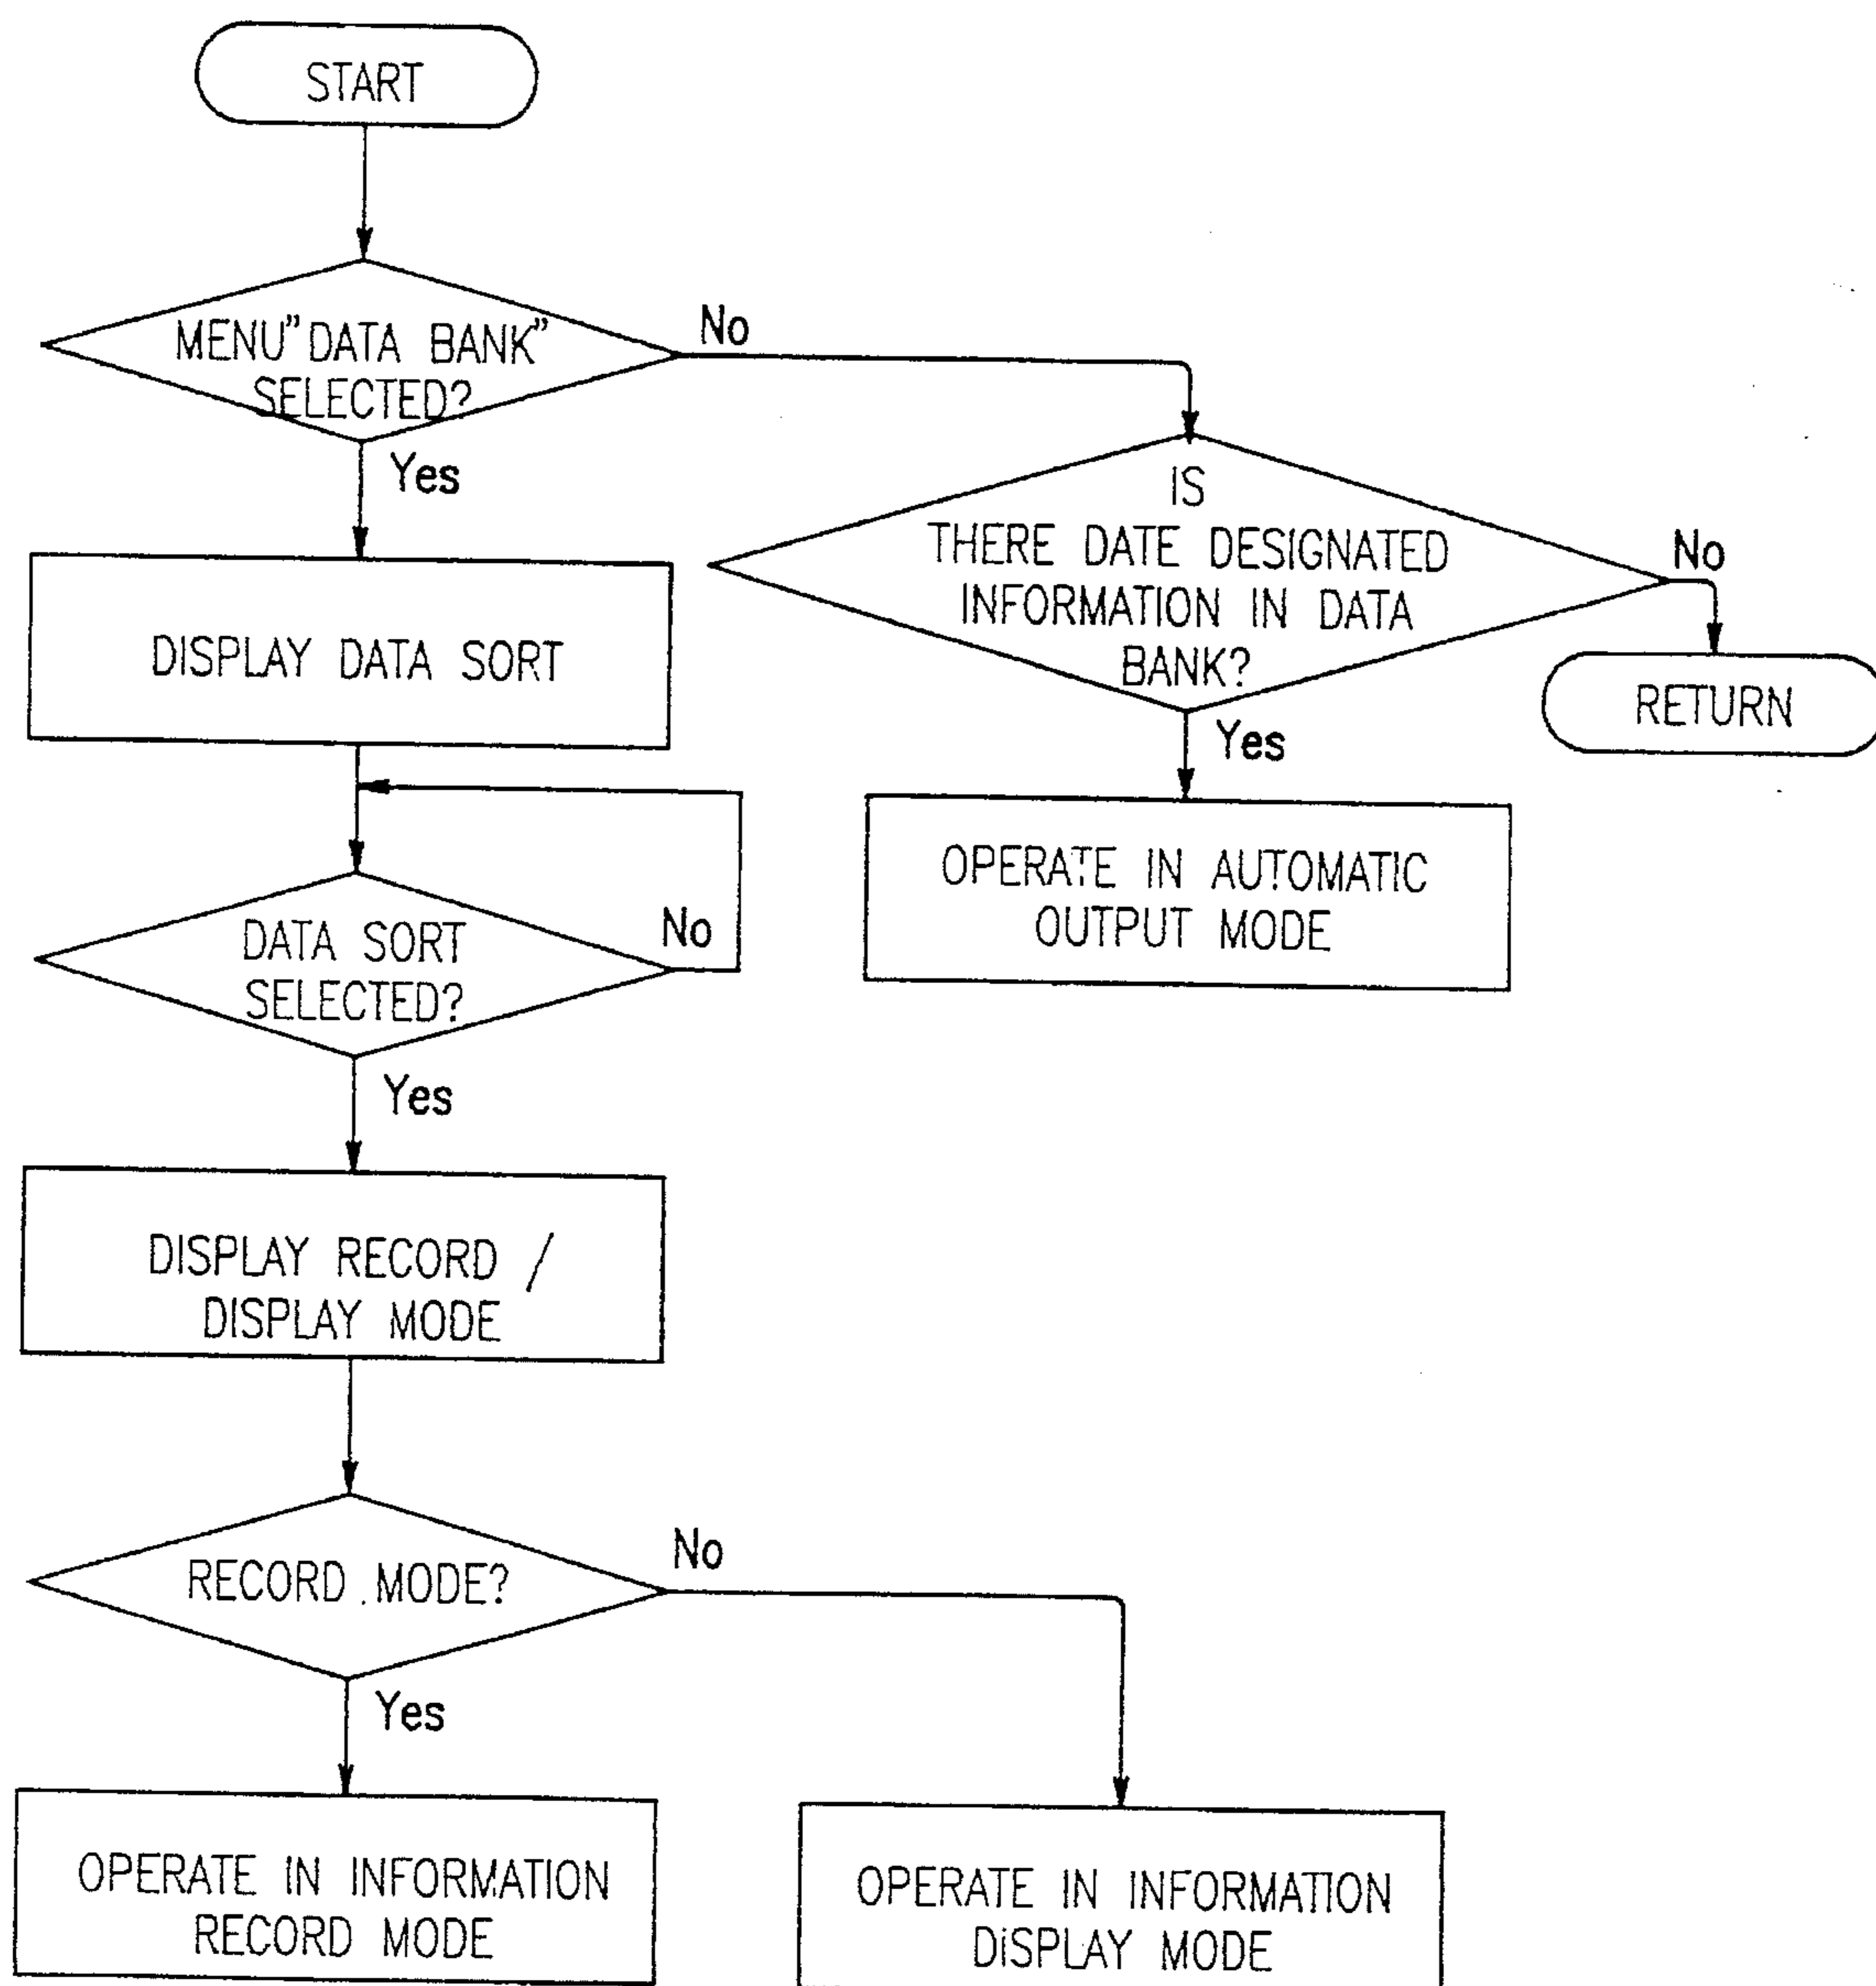 START
MENU"DATA BANK"
SELECTED?
No
Yes
IS
THERE DATE DESIGNATED
INFORMATION IN DATA
BANK?
No
RETURN
Yes
DISPLAY DATA SORT
OPERATE IN AUTOMATIC
OUTPUT MODE
DATA SORT
SELECTED?
No
Yes
DISPLAY RECORD /
DISPLAY MODE
RECORD MODE?
No
Yes
OPERATE IN INFORMATION
RECORD MODE
OPERATE IN INFORMATION
DiSPLAY MODE